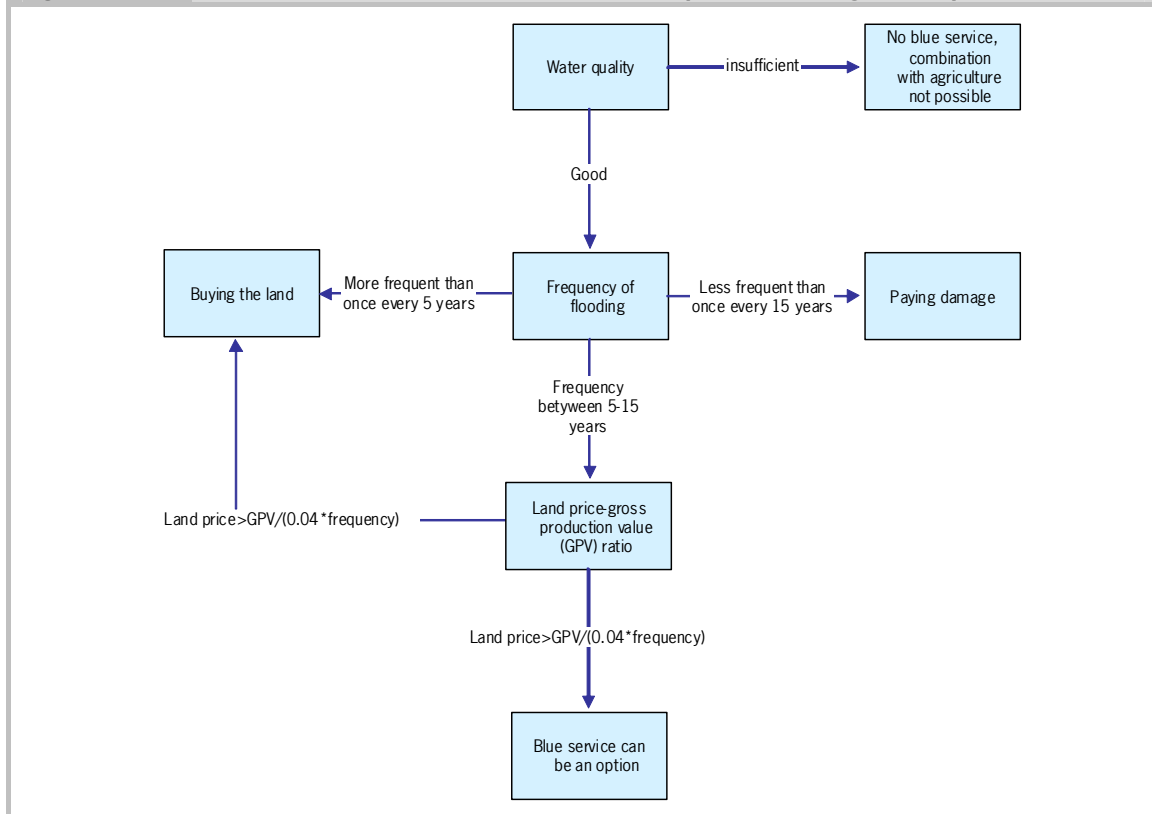 Water quality
insufficient
No blue service,
combination
with agriculture
not possible
Good
Buying the land
More frequent than
once every 5 years
Frequency of
flooding
Less frequent than
once every 15 years
Paying damage
Frequency
betyween 5-15
years
Land price>GPV/(0.04*frequency)
Land price-gross
production value
(GPV) ratio
Land price>GPV/(0.04*frequency)
Blue service can
be an option